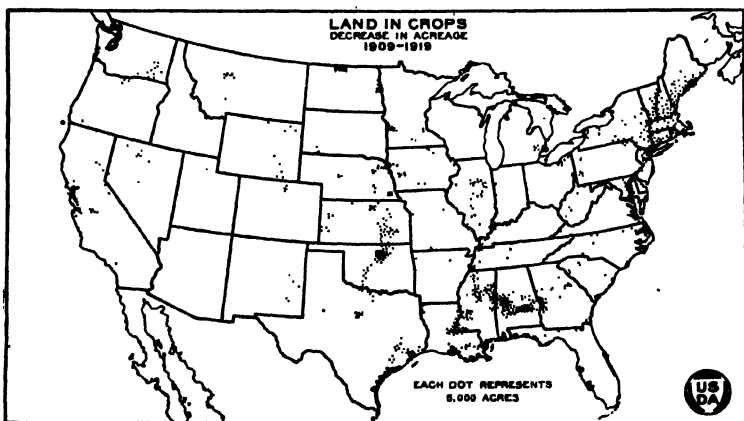 LAND IN CROPS
DECREASE IN ACREAGE
1909-1919
EACH DOT REPRESENTS
5,000 ACRES
US
DA